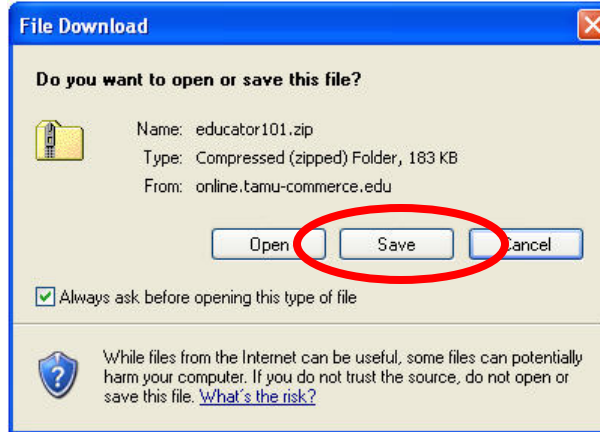 File Download
Do you want to open or save this file?
Name: educator101.zip
Type: Compressed (zipped) Folder, 183 KB
From: online.tamu-commerce.edu
Open Save Cancel
Always ask before opening this type of file
While files from the Internet can be useful, some files can potentially
harm your computer. If you do not trust the source, do not open or
save this file. What's the risk?